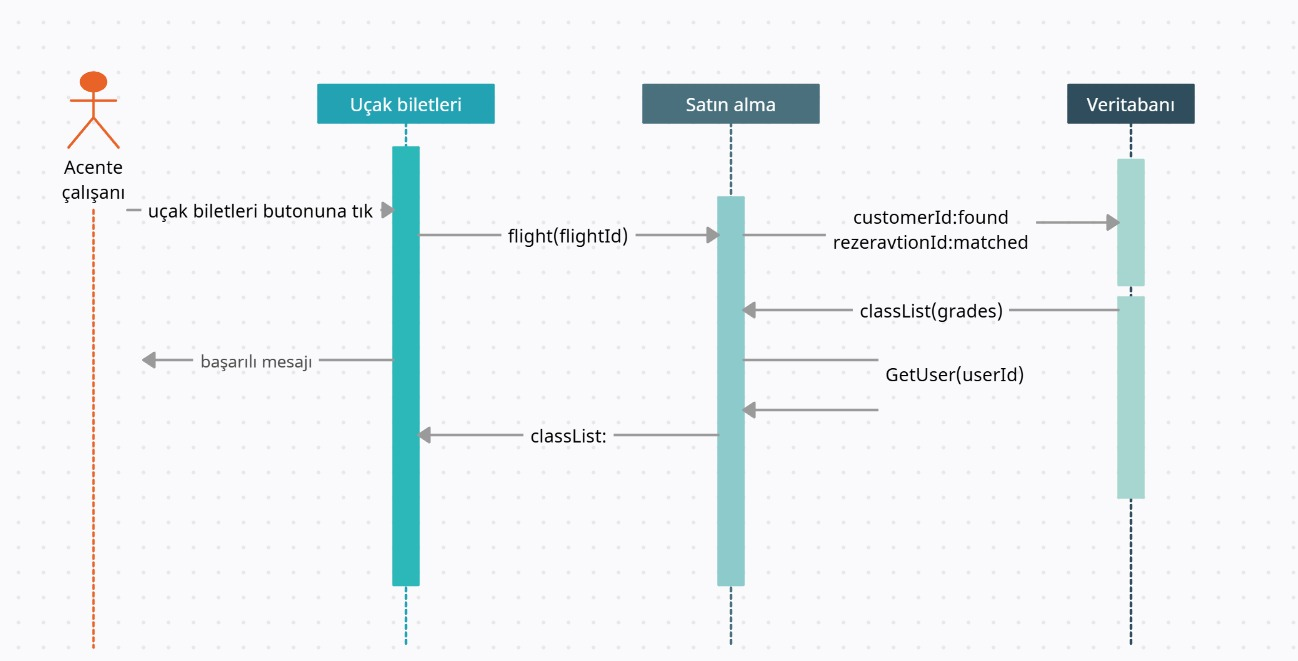 Uçak biletleri
Satın alma
Veritabanı
Acente
çalışanı
uçak biletleri butonuna tık
flight(flightId)
customerId:found
rezeravtionId:matched
classList(grades)
başarılı mesajı
GetUser(userId)
classList: